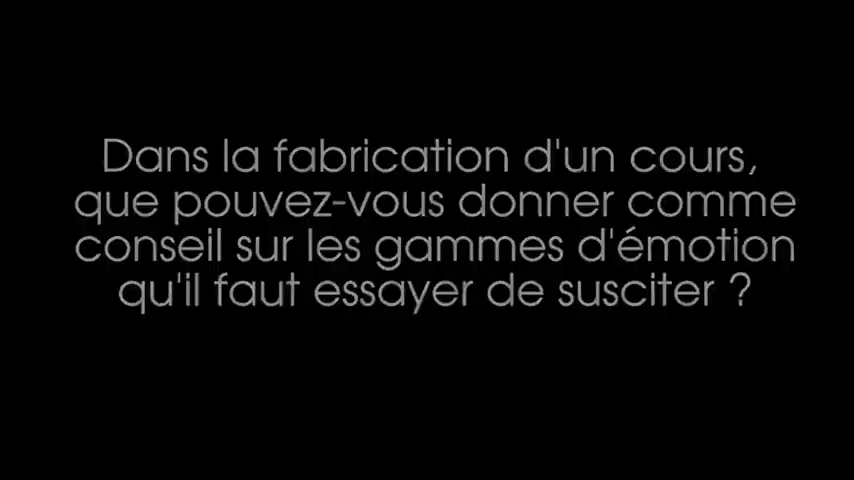 Dans la fabrication d'un cours,
que pouvez-vous donner comme
conseil sur les gammes d'émotion
qu'il faut essayer de susciter ?